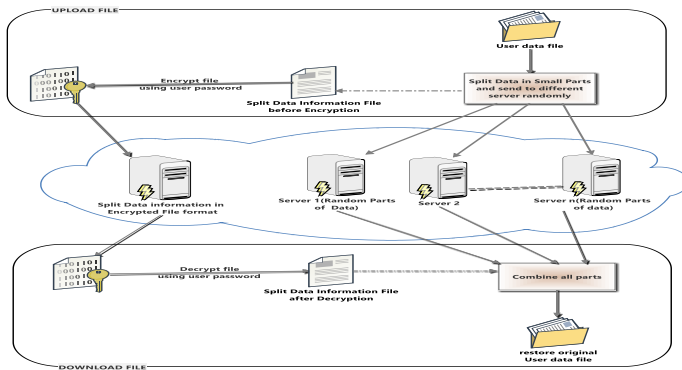 UPLOAD FILE
User data file
Split Data in Small Parts
and send to different
server randomly
Encrypt file
using user password
Split Data Information File
before Encryption
Split Data information in
Encrypted File format
Server 1(Random Parts
of Data)
Server 2
Server n(Random Parts
of data)
Decrypt file
using user password
Split Data Information File
after Decryption
Combine all parts
restore original
User data file
DOWNLOAD FILE